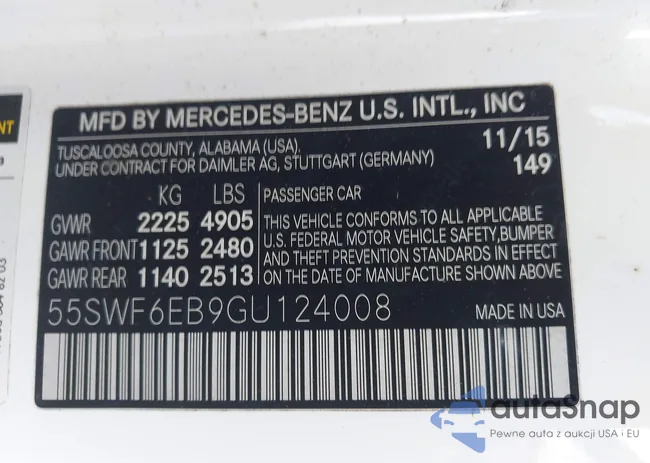 MFD BY MERCEDES-BENZ U.S. INTL., INC
TUSCALOOSA COUNTY, ALABAMA (USA), 11/15
UNDER CONTRACT FOR DAIMLER AG, STUTTGART (GERMANY) 149
KG LBS PASSENGER CAR
GVWR 2225 4905
GAWR FRONT 1125 2480
GAWR REAR 1140 2513
THIS VEHICLE CONFORMS TO ALL APPLICABLE
U.S. FEDERAL MOTOR VEHICLE SAFETY, BUMPER
AND THEFT PREVENTION STANDARDS IN EFFECT
ON THE DATE OF MANUFACTURE SHOWN ABOVE
55SWF6EB9GU124008 MADE IN USA
autoSnap
Pewne auta z aukcji USA i EU